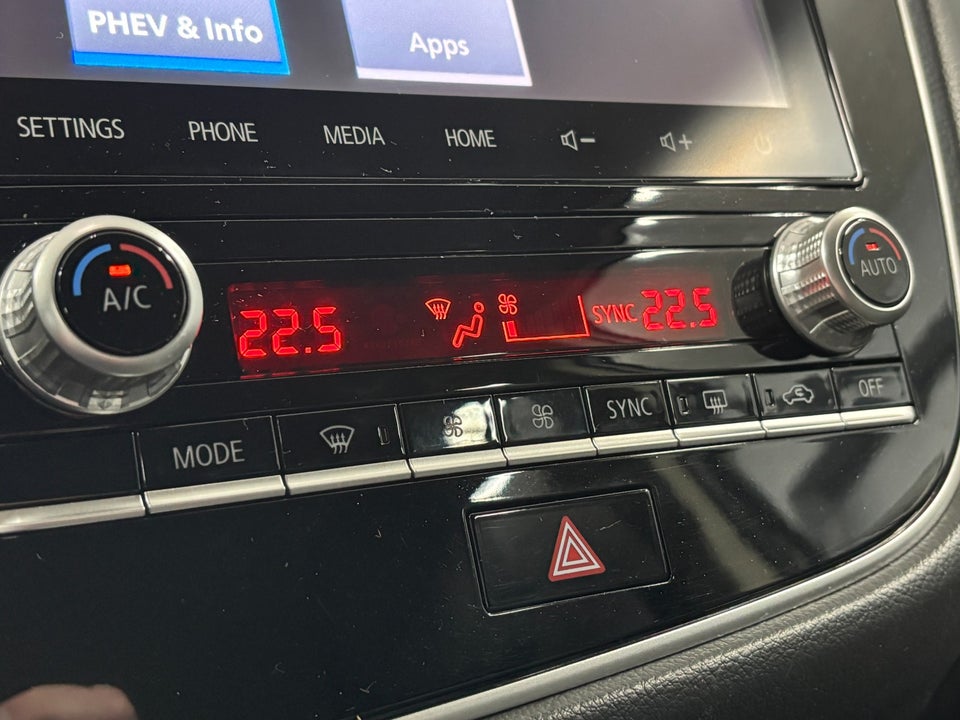 PHEV & Info
Apps
SETTINGS PHONE MEDIA HOME
A/C
22.5
SYNC 22.5
AUTO
MODE
SYNC
OFF